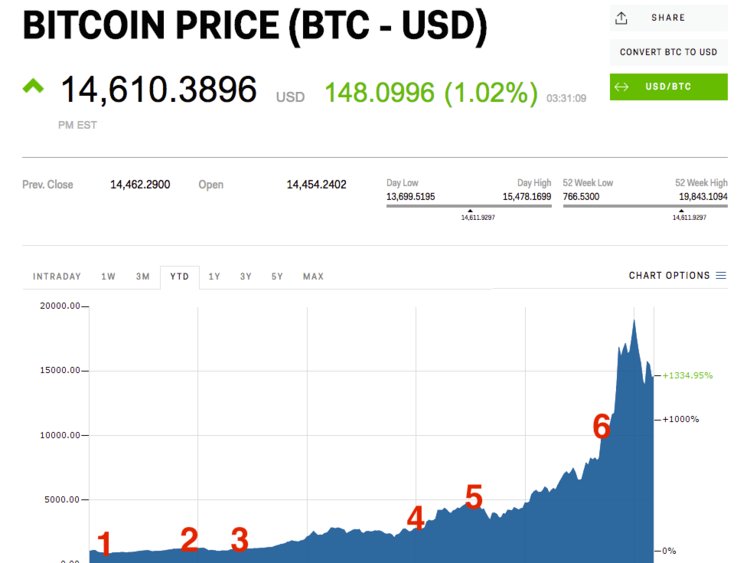 BITCOIN PRICE (BTC - USD)
SHARE
CONVERT BTC TO USD
USD/BTC
14,610.3896 USD 148.0996 (1.02%) 03:31:09
PM EST
Prev. Close 14,462.2900 Open 14,454.2402
Day Low Day High
13,699.5195 15,478.1699
14,611.9297
52 Week Low 52 Week High
766.5300 19,843.1094
14,611.9297
INTRADAY 1W 3M YTD 1Y 3Y 5Y MAX
CHART OPTIONS
20000.00
15000.00
10000.00
5000.00
0.00
+1334.95%
+1000%
0%
1
2
3
4
5
6